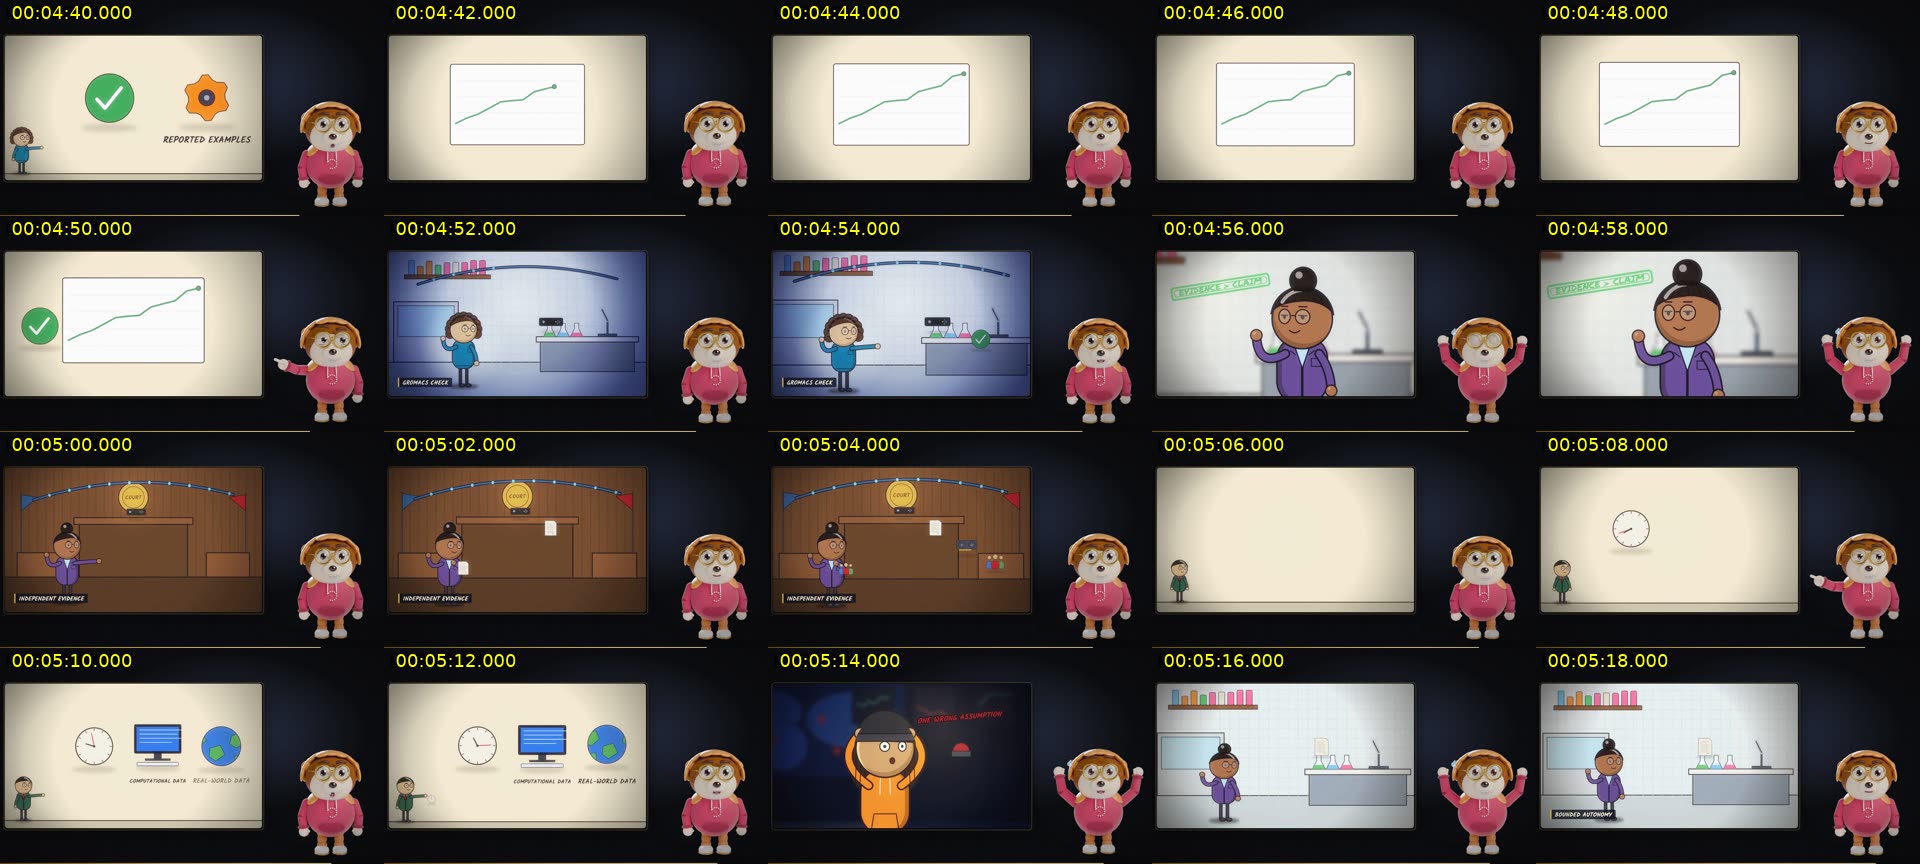 00:04:40.000
REPORTED EXAMPLES
00:04:42.000
00:04:44.000
00:04:46.000
00:04:48.000
00:04:50.000
00:04:52.000
GROMACS CHECK
00:04:54.000
GROMACS CHECK
00:04:56.000
EVIDENCE > CLAIM
00:04:58.000
EVIDENCE > CLAIM
00:05:00.000
COURT
INDEPENDENT EVIDENCE
00:05:02.000
COURT
INDEPENDENT EVIDENCE
00:05:04.000
COURT
INDEPENDENT EVIDENCE
00:05:06.000
00:05:08.000
00:05:10.000
COMPUTATIONAL DATA REAL-WORLD DATA
00:05:12.000
COMPUTATIONAL DATA REAL-WORLD DATA
00:05:14.000
ONE WRONG ASSUMPTION
00:05:16.000
00:05:18.000
BOUNDED AUTONOMY